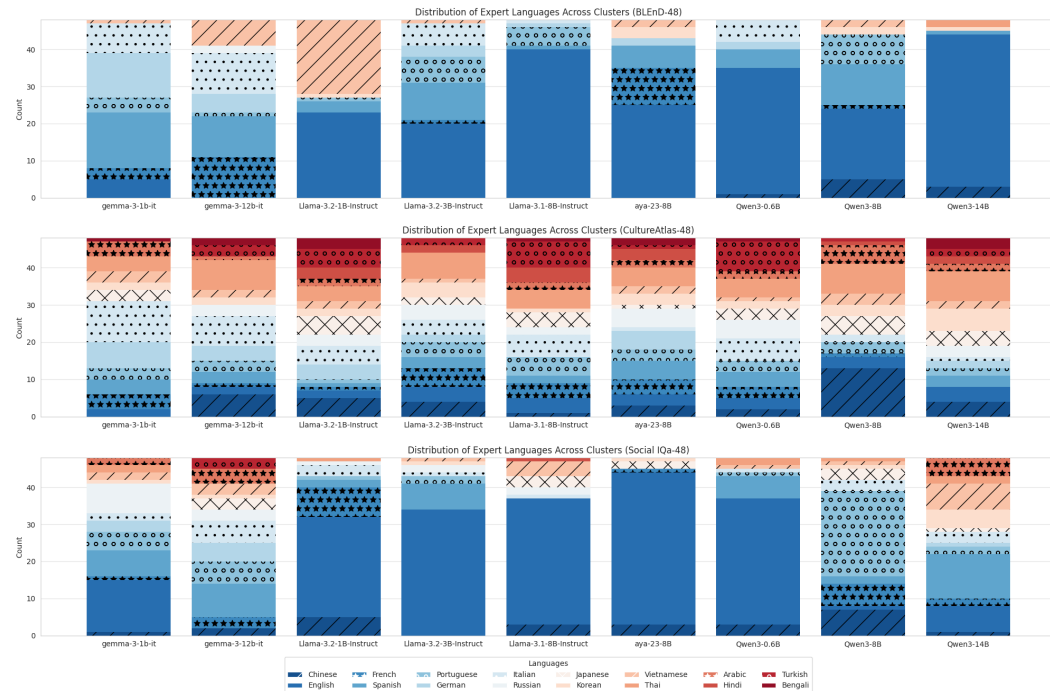 Distribution of Expert Languages Across Clusters (BLEnD-48)
Count
40
30
20
10
0
gemma-3-1b-it gemma-3-12b-it Llama-3.2-1B-Instruct Llama-3.2-3B-Instruct Llama-3.1-8B-Instruct aya-23-8B Qwen3-0.6B Qwen3-8B Qwen3-14B
Distribution of Expert Languages Across Clusters (CultureAtlas-48)
Count
40
30
20
10
0
gemma-3-1b-it gemma-3-12b-it Llama-3.2-1B-Instruct Llama-3.2-3B-Instruct Llama-3.1-8B-Instruct aya-23-8B Qwen3-0.6B Qwen3-8B Qwen3-14B
Distribution of Expert Languages Across Clusters (Social IQa-48)
Count
40
30
20
10
0
gemma-3-1b-it gemma-3-12b-it Llama-3.2-1B-Instruct Llama-3.2-3B-Instruct Llama-3.1-8B-Instruct aya-23-8B Qwen3-0.6B Qwen3-8B Qwen3-14B
Languages
Chinese French Portuguese Italian Japanese Vietnamese Arabic Turkish
English Spanish German Russian Korean Thai Hindi Bengali